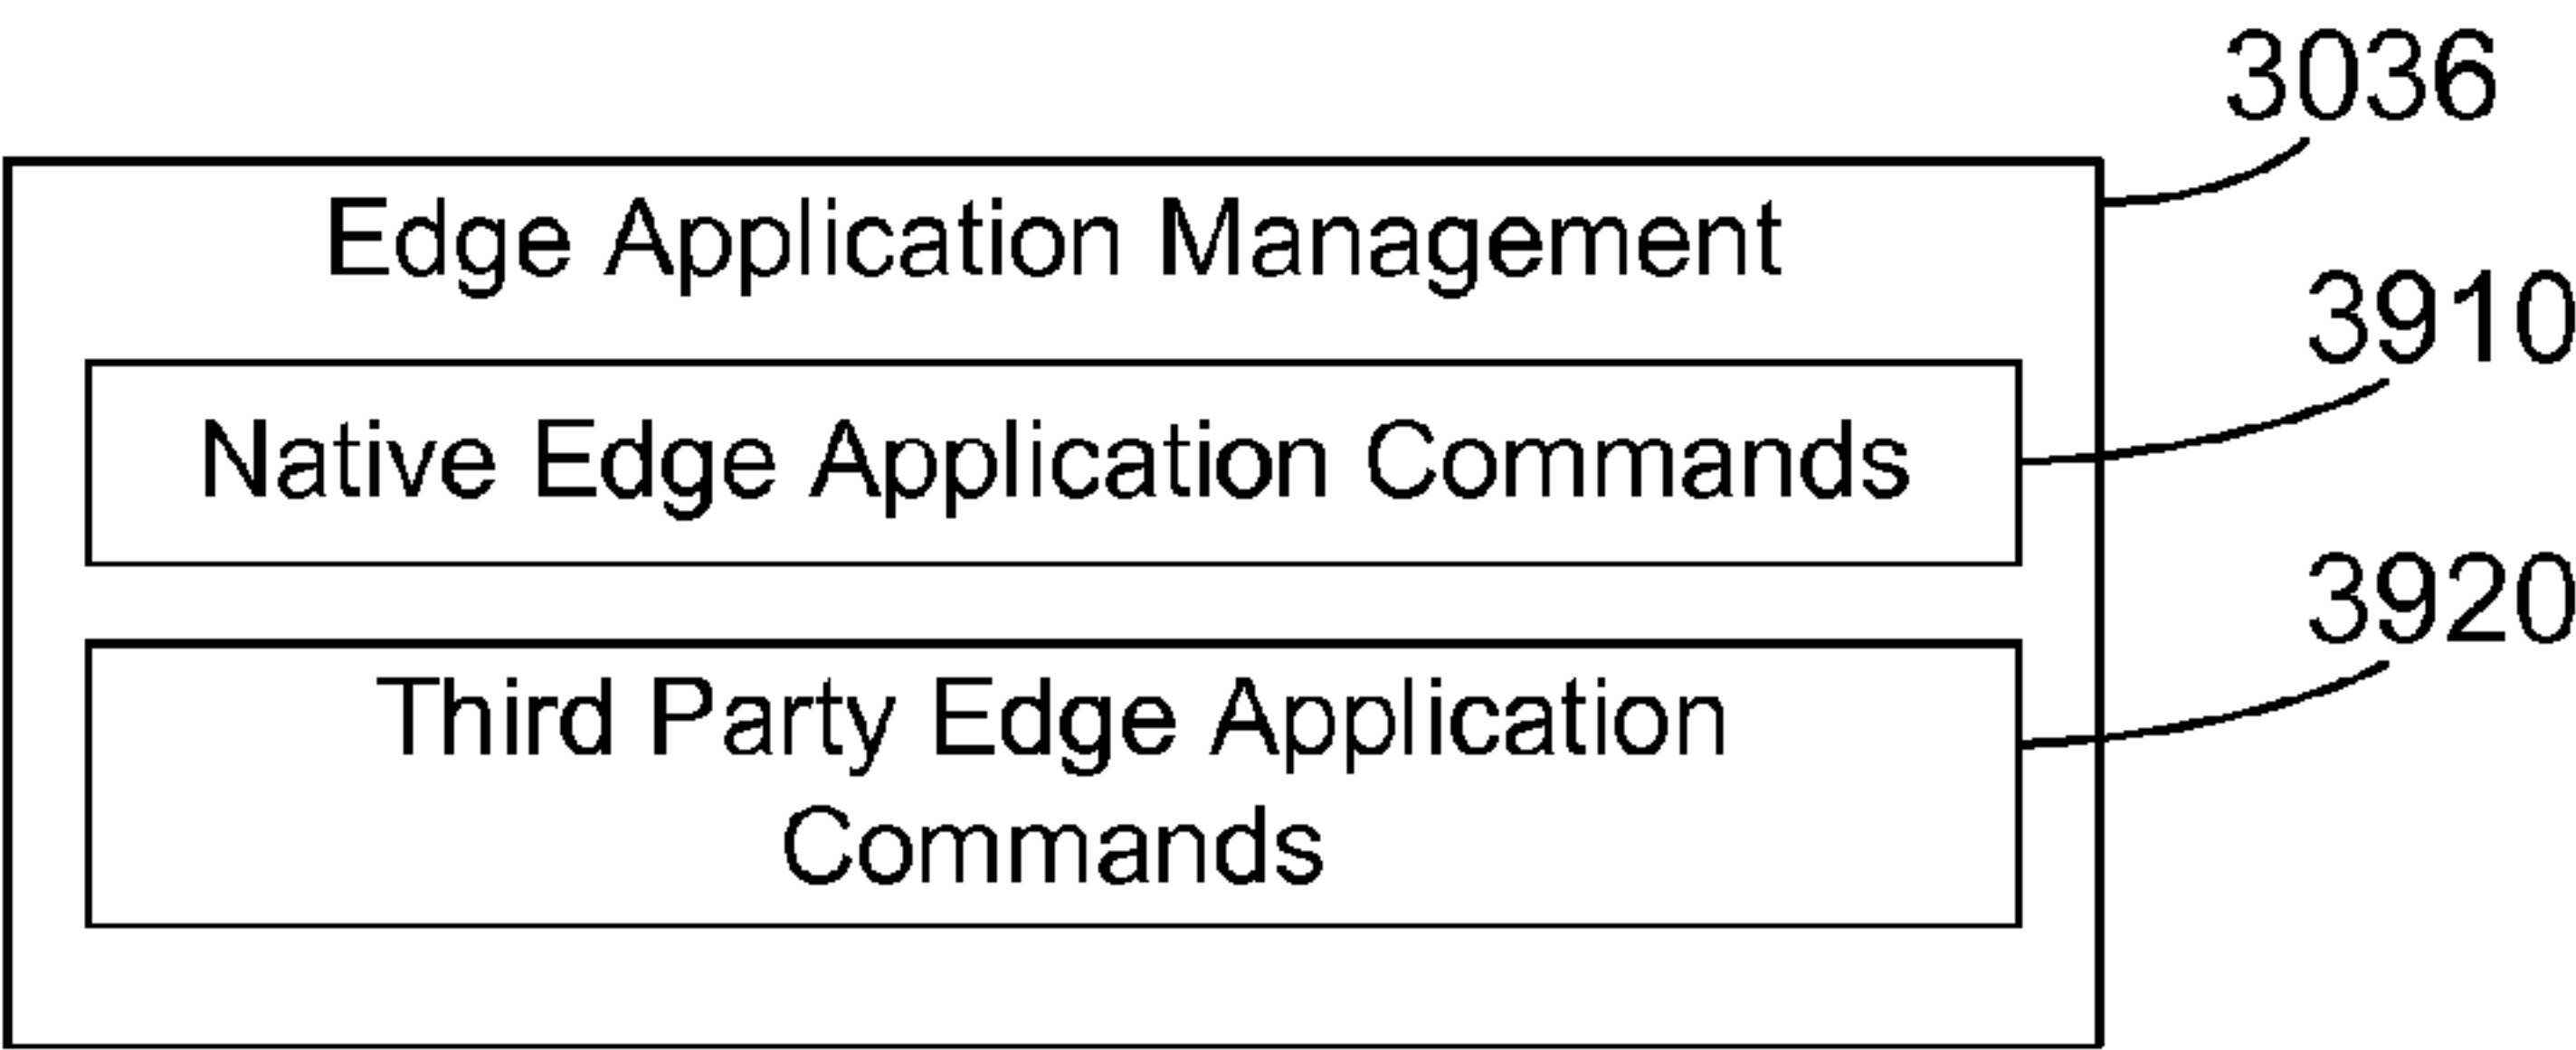 3036
Edge Application Management
3910
Native Edge Application Commands
3920
Third Party Edge Application
Commands